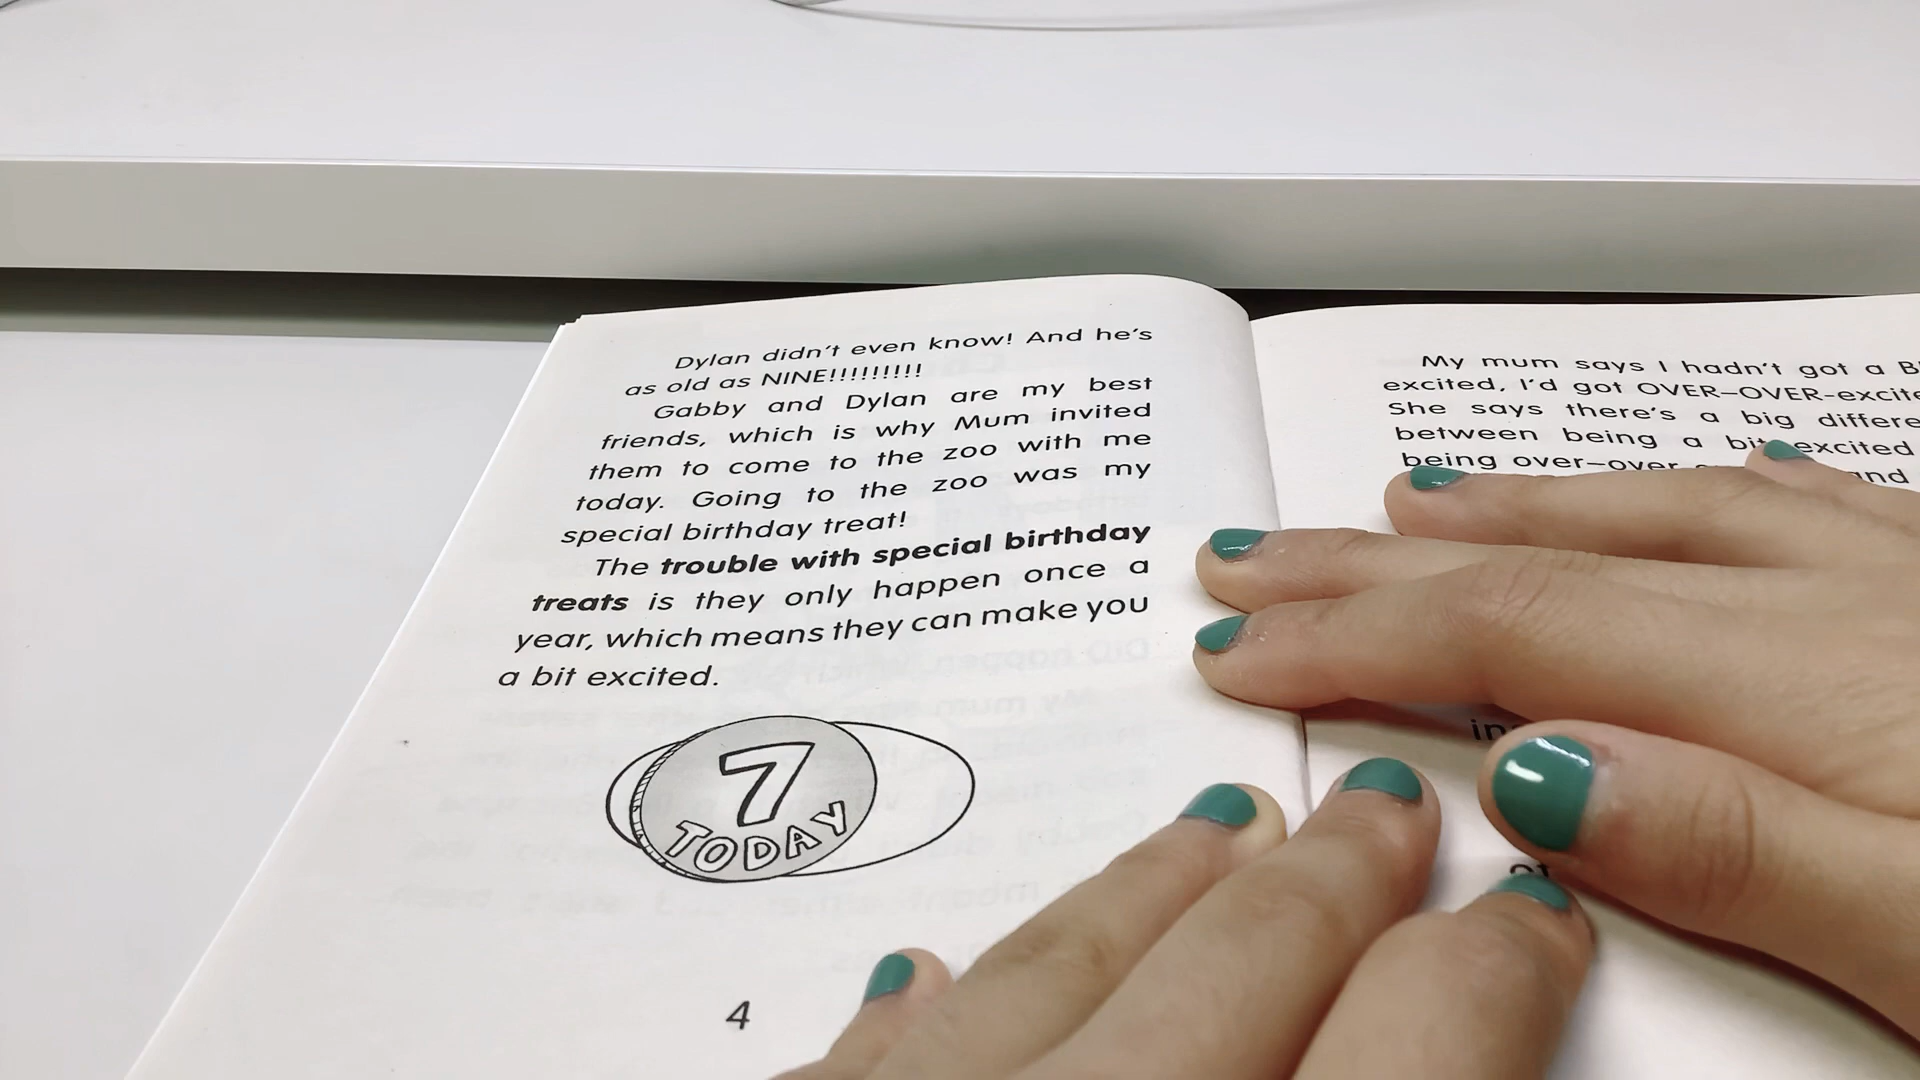 Dylan didn't even know! And he's
as old as NINE!!!!!!!!!
Gabby and Dylan are my best
friends, which is why Mum invited
them to come to the zoo with me
today. Going to the zoo was my
special birthday treat!
The trouble with special birthday
treats is they only happen once a
year, which means they can make you
a bit excited.
7
TODAY
4
My mum says I hadn't got a
excited, I'd got OVER–OVER-
She says there's a big
between being a bit excited
being over–over and
of